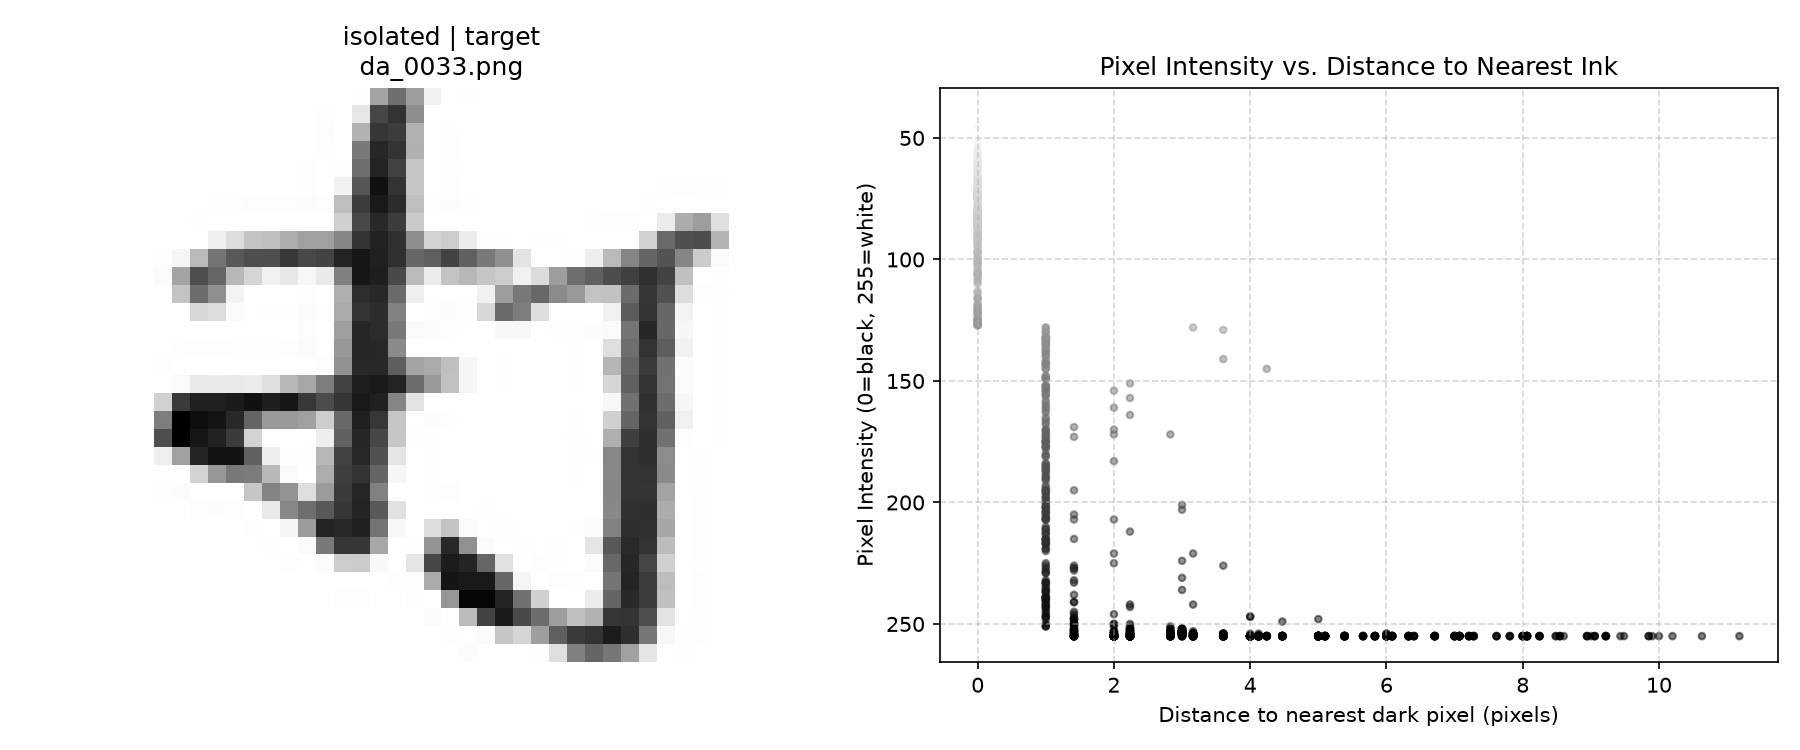 isolated | target
da_0033.png
打
Pixel Intensity vs. Distance to Nearest Ink
Pixel Intensity (0=black, 255=white)
50
100
150
200
250
0 2 4 6 8 10
Distance to nearest dark pixel (pixels)